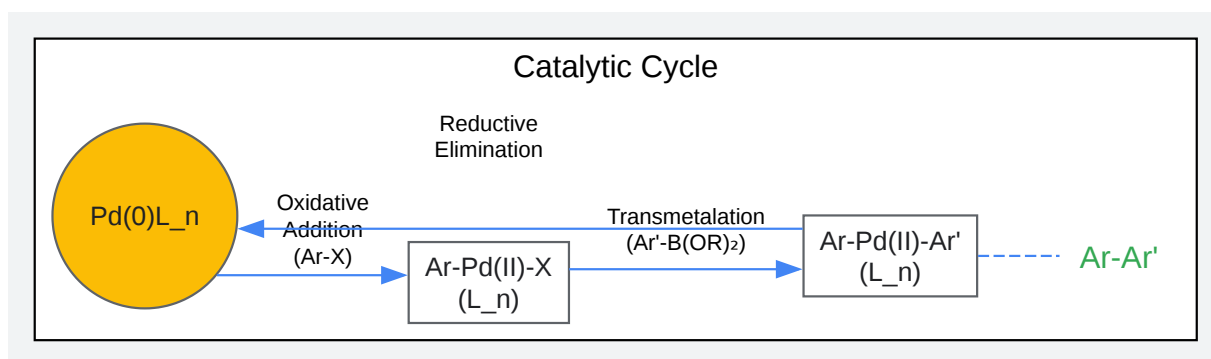 Catalytic Cycle
Reductive
Elimination
Pd(0)L_n
Oxidative
Addition
(Ar-X)
Ar-Pd(II)-X
(L_n)
Transmetalation
(Ar'-B(OR)₂)
Ar-Pd(II)-Ar'
(L_n)
Ar-Ar'